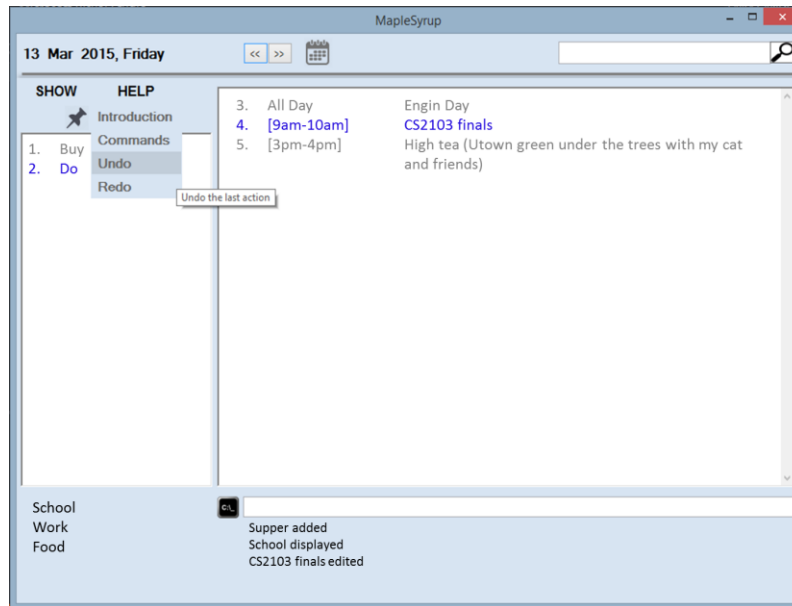 MapleSyrup
13 Mar 2015, Friday
<< >>
SHOW HELP
Introduction
Commands
Undo
Redo
Undo the last action
1. Buy
2. Do
3. All Day Engin Day
4. [9am-10am] CS2103 finals
5. [3pm-4pm] High tea (Utown green under the trees with my cat
and friends)
School
Work
Food
C:\_
Supper added
School displayed
CS2103 finals edited